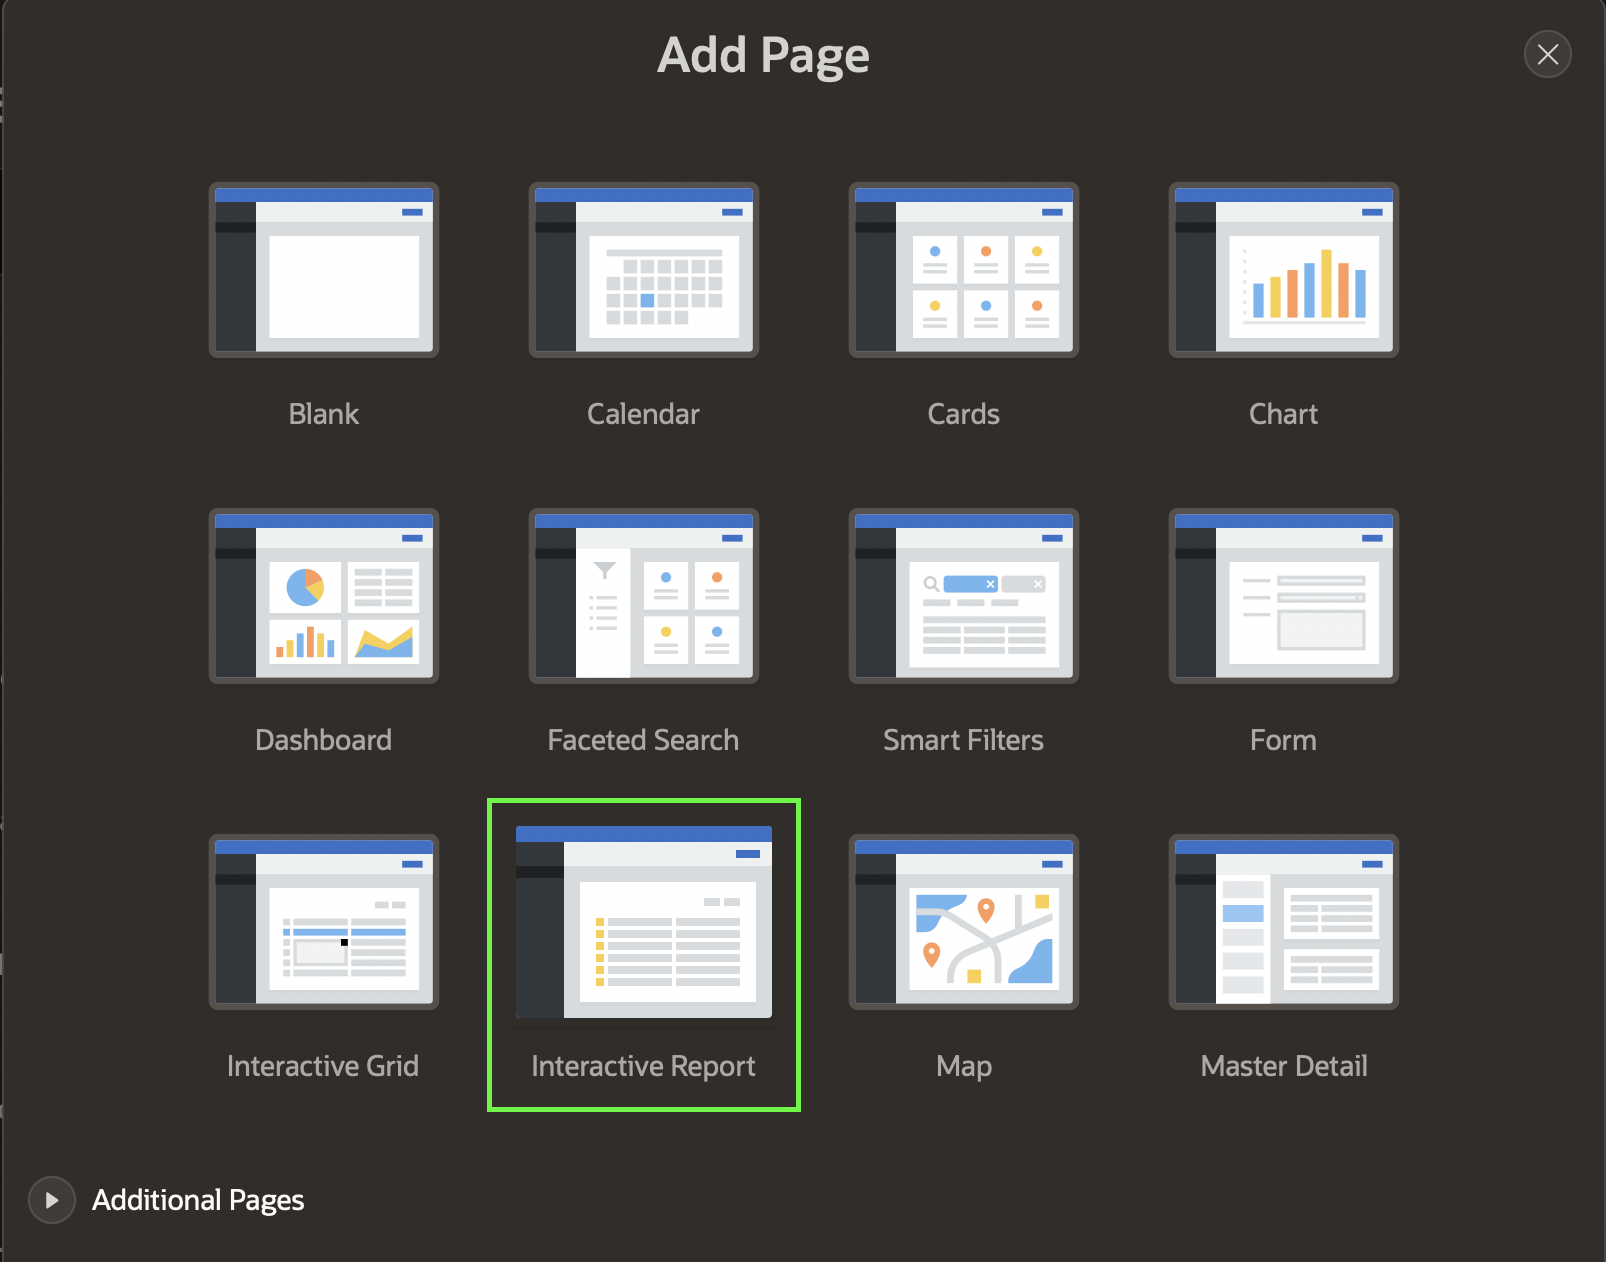 Add Page
Blank
Calendar
Cards
Chart
Dashboard
Faceted Search
Smart Filters
Form
Interactive Grid
Interactive Report
Map
Master Detail
Additional Pages